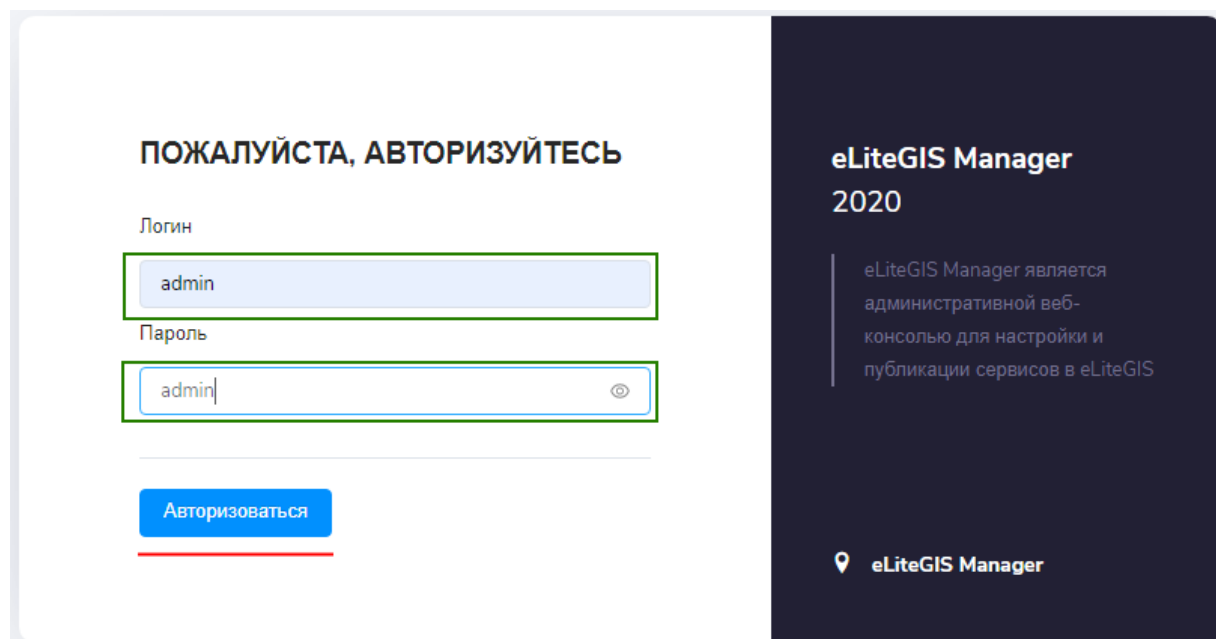 ПОЖАЛУЙСТА, АВТОРИЗУЙТЕСЬ
Логин
admin
Пароль
admin
Авторизоваться
eLiteGIS Manager
2020
eLiteGIS Manager является
административной веб-
консолью для настройки и
публикации сервисов в eLiteGIS
eLiteGIS Manager